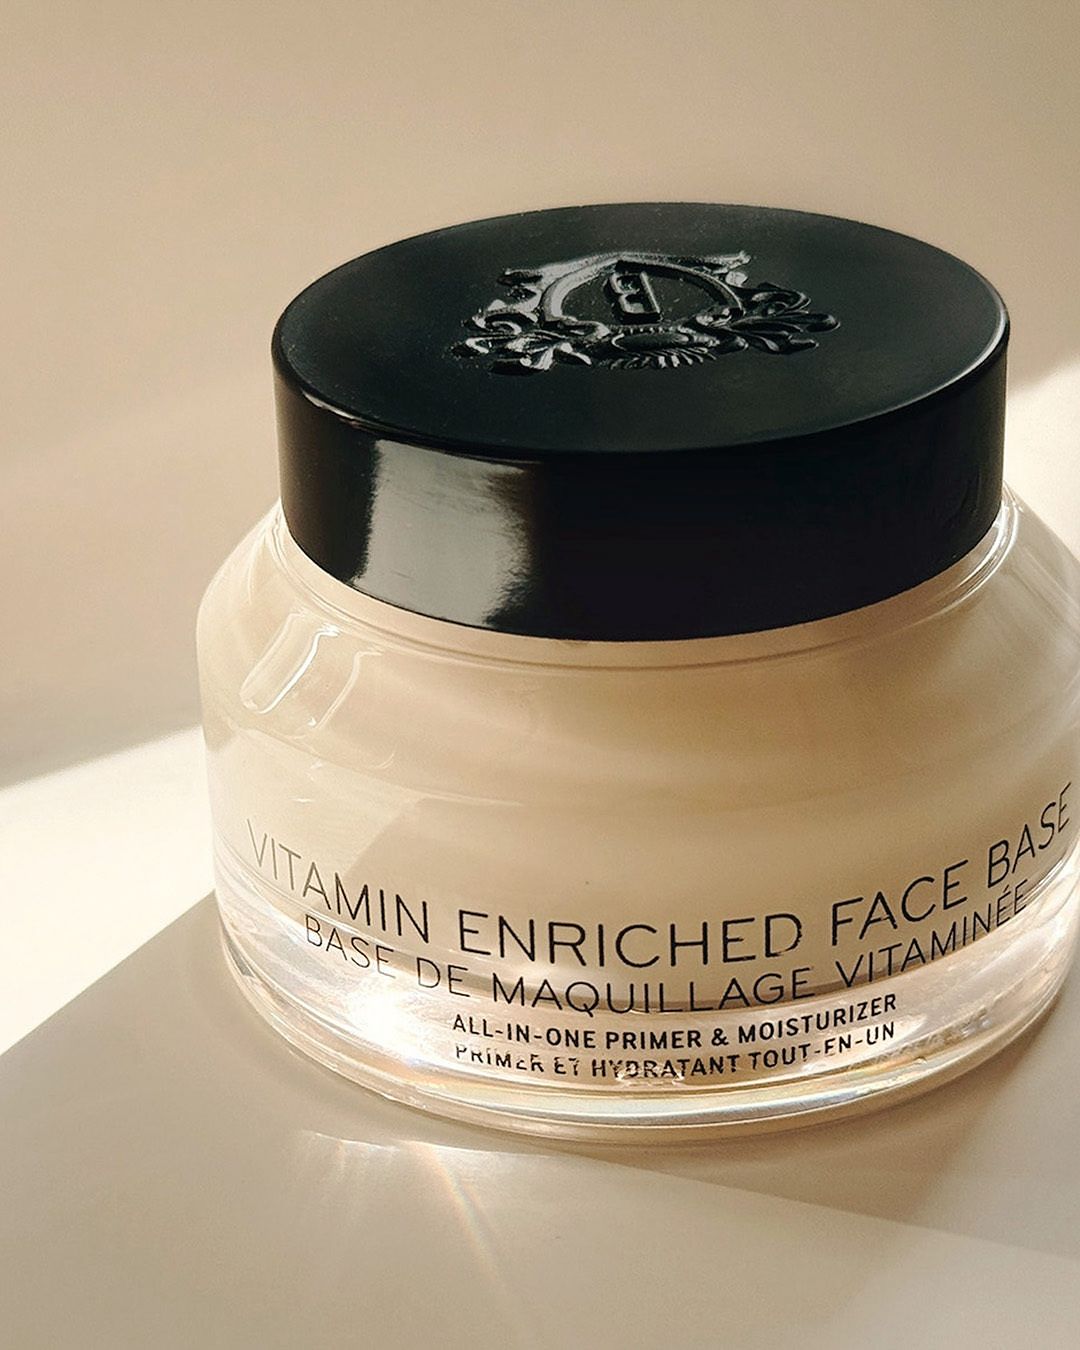 B
VITAMIN ENRICHED FACE BASE
BASE DE MAQUILLAGE VITAMINÉE
ALL-IN-ONE PRIMER & MOISTURIZER
PRIMER ET HYDRATANT TOUT-EN-UN